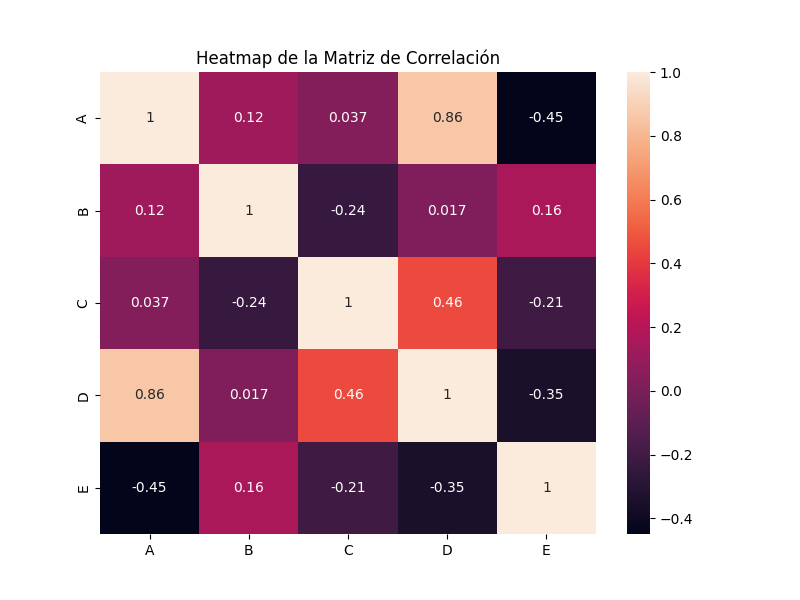 Heatmap de la Matriz de Correlación
A 1 0.12 0.037 0.86 -0.45
B 0.12 1 -0.24 0.017 0.16
C 0.037 -0.24 1 0.46 -0.21
D 0.86 0.017 0.46 1 -0.35
E -0.45 0.16 -0.21 -0.35 1
A B C D E
1.0
0.8
0.6
0.4
0.2
0.0
−0.2
−0.4